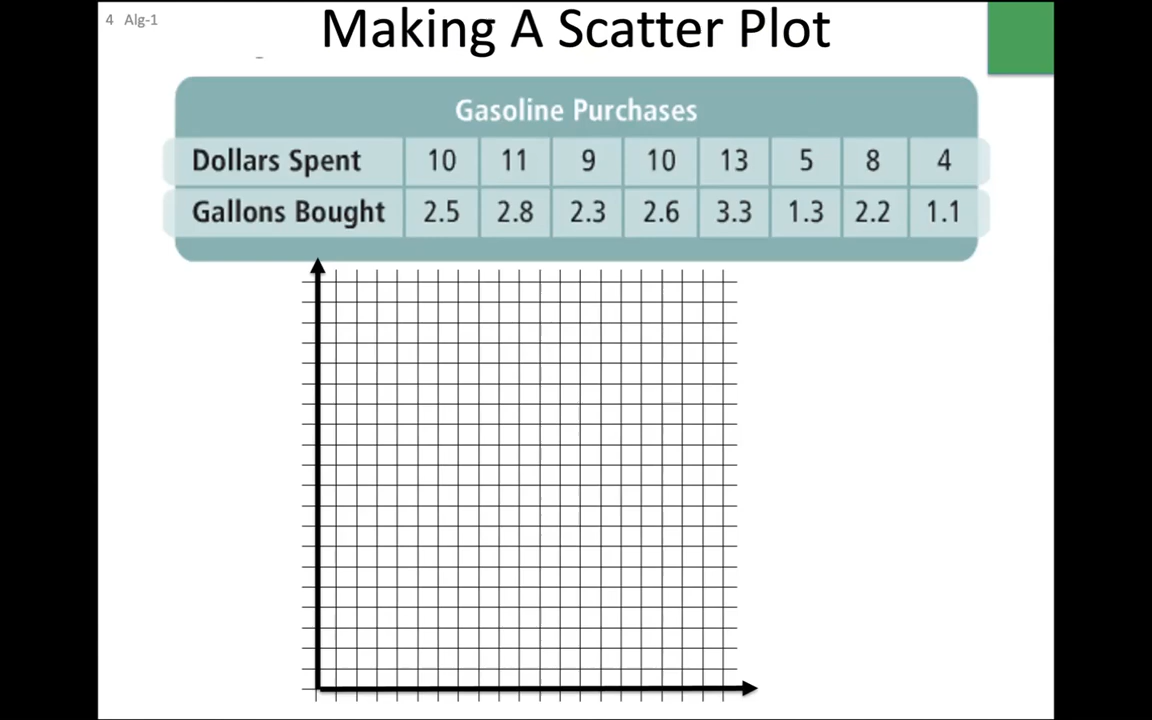 4 Alg-1
Making A Scatter Plot
Gasoline Purchases
Dollars Spent 10 11 9 10 13 5 8 4
Gallons Bought 2.5 2.8 2.3 2.6 3.3 1.3 2.2 1.1